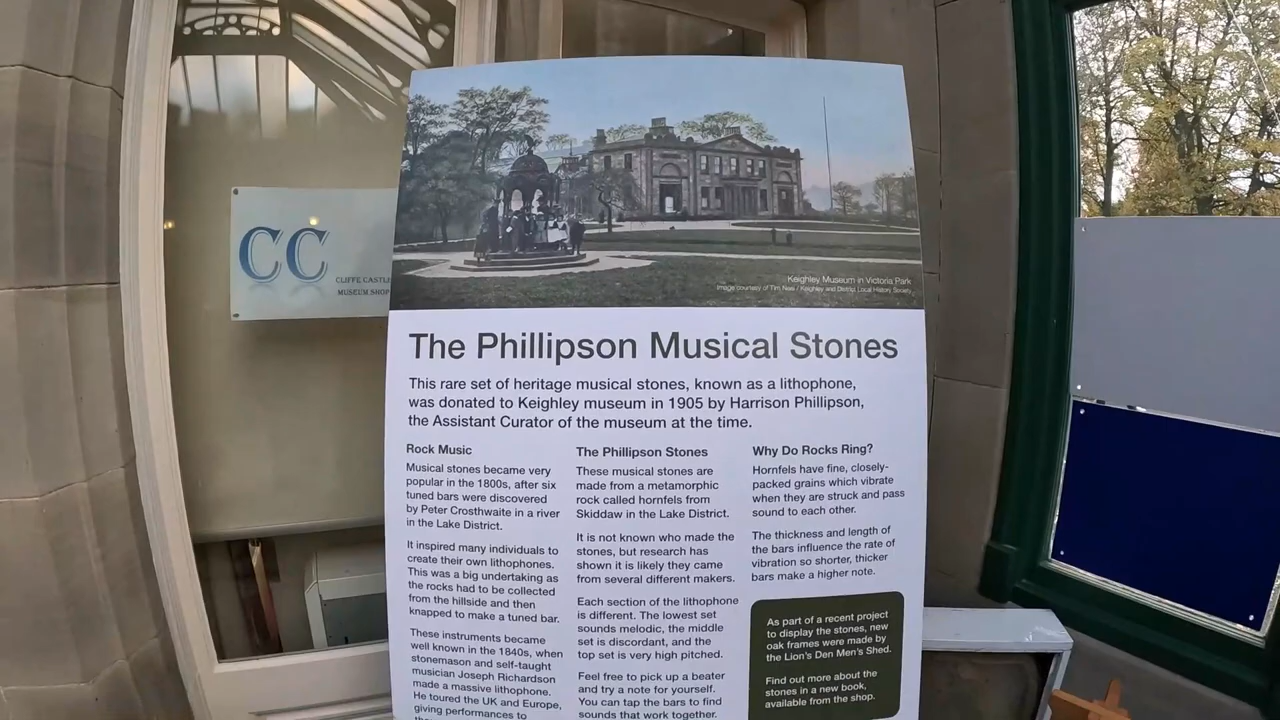 CC
CLIFFE CASTLE
MUSEUM SHOP
Keighley Museum in Victoria Park
Image courtesy of Tim Neal / Keighley and District Local History Society
The Phillipson Musical Stones
This rare set of heritage musical stones, known as a lithophone,
was donated to Keighley museum in 1905 by Harrison Phillipson,
the Assistant Curator of the museum at the time.
Rock Music
Musical stones became very
popular in the 1800s, after six
tuned bars were discovered
by Peter Crosthwaite in a river
in the Lake District.
It inspired many individuals to
create their own lithophones.
This was a big undertaking as
the rocks had to be collected
from the hillside and then
knapped to make a tuned bar.
These instruments became
well known in the 1840s, when
stonemason and self-taught
musician Joseph Richardson
made a massive lithophone.
He toured the UK and Europe,
giving performances to
The Phillipson Stones
These musical stones are
made from a metamorphic
rock called hornfels from
Skiddaw in the Lake District.
It is not known who made the
stones, but research has
shown it is likely they came
from several different makers.
Each section of the lithophone
is different. The lowest set
sounds melodic, the middle
set is discordant, and the
top set is very high pitched.
Feel free to pick up a beater
and try a note for yourself.
You can tap the bars to find
sounds that work together.
Why Do Rocks Ring?
Hornfels have fine, closely-
packed grains which vibrate
when they are struck and pass
sound to each other.
The thickness and length of
the bars influence the rate of
vibration so shorter, thicker
bars make a higher note.
As part of a recent project
to display the stones, new
oak frames were made by
the Lion's Den Men's Shed.
Find out more about the
stones in a new book,
available from the shop.